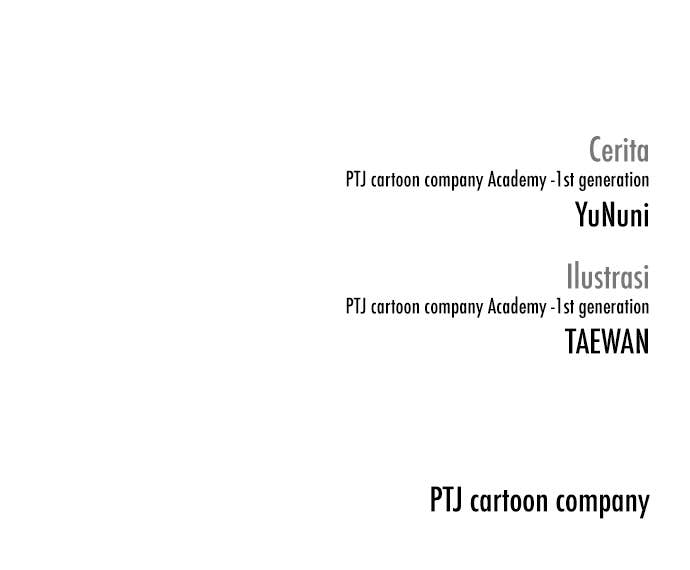 Cerita
PTJ cartoon company Academy -1st generation
YuNuni
Ilustrasi
PTJ cartoon company Academy -1st generation
TAEWAN
PTJ cartoon company